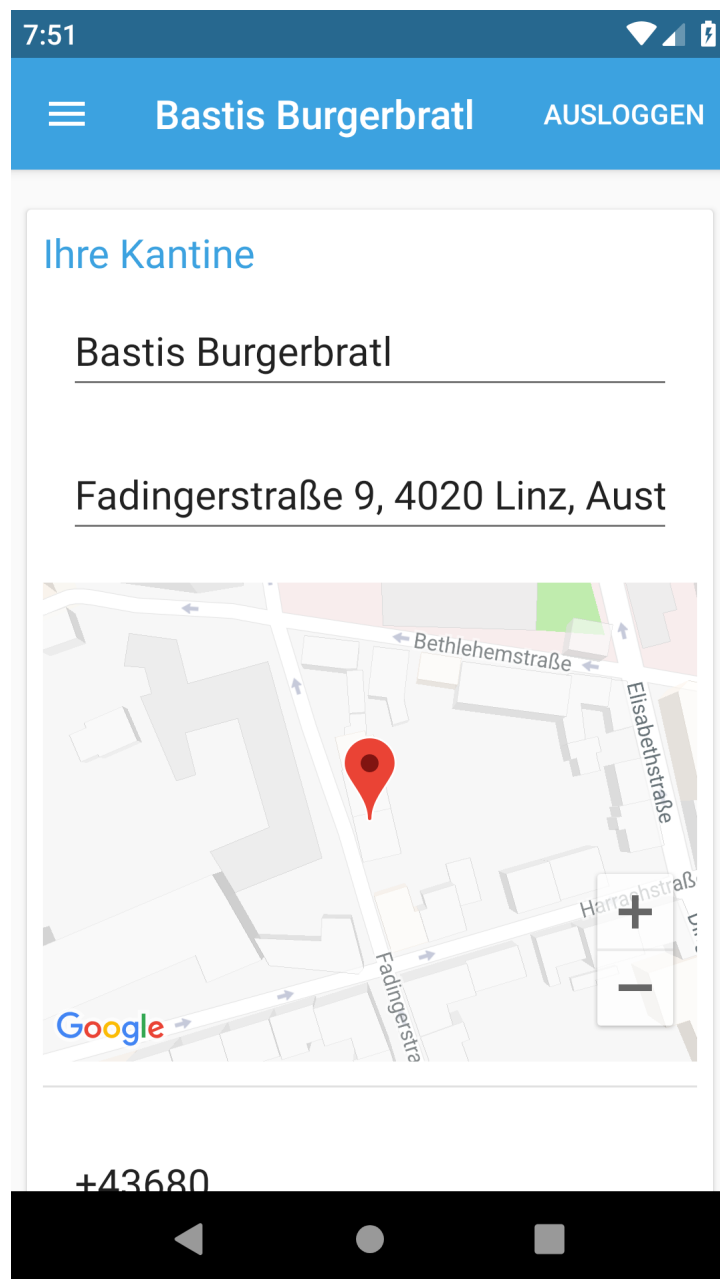 7:51
Bastis Burgerbratl
AUSLOGGEN
Ihre Kantine
Bastis Burgerbratl
Fadingerstraße 9, 4020 Linz, Aust
Bethlehemstraße
Elisabethstraße
Harrachstraß
Fadingerstra
Google
+43680